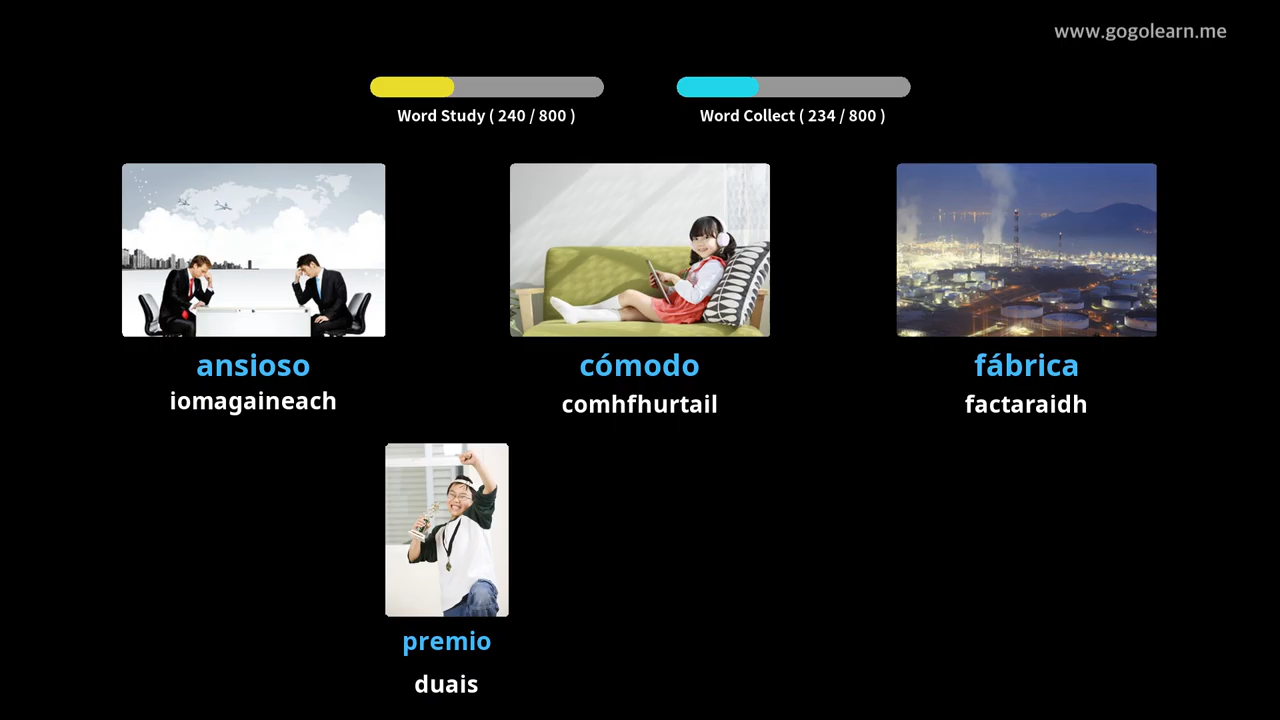 www.gogolearn.me
Word Study ( 240 / 800 )
Word Collect ( 234 / 800 )
ansioso
iomagaineach
cómodo
comhfhurtail
fábrica
factaraidh
premio
duais